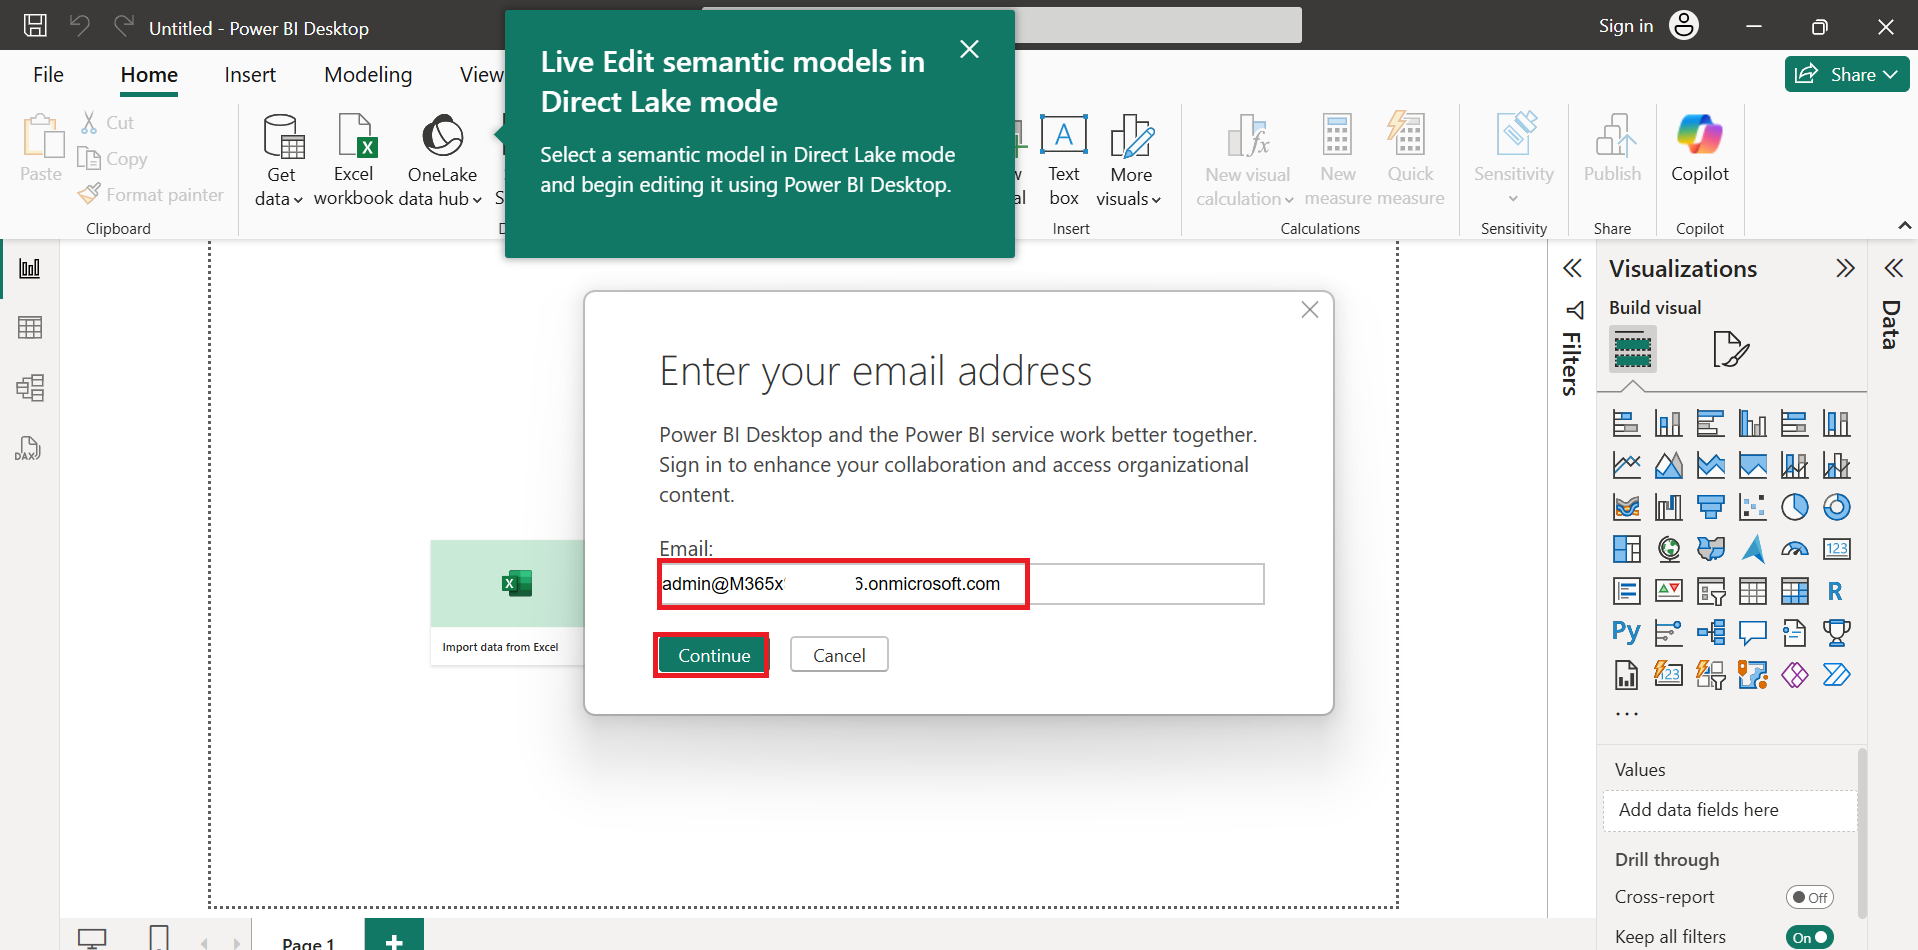 Untitled - Power BI Desktop
Sign in
File
Home
Insert
Modeling
View
Share
Live Edit semantic models in
Direct Lake mode
Select a semantic model in Direct Lake mode
and begin editing it using Power BI Desktop.
Paste
Cut
Copy
Format painter
Clipboard
Get
data
Excel
workbook
OneLake
data hub
Text
box
More
visuals
Insert
New visual
calculation
New
measure
Quick
measure
Calculations
Sensitivity
Sensitivity
Publish
Share
Copilot
Copilot
DAX
Import data from Excel
Enter your email address
Power BI Desktop and the Power BI service work better together.
Sign in to enhance your collaboration and access organizational
content.
Email:
admin@M365x 6.onmicrosoft.com
Continue
Cancel
Filters
Visualizations
Build visual
Data
123
R
Py
123
...
Values
Add data fields here
Drill through
Cross-report
Off
Keep all filters
On
Page 1